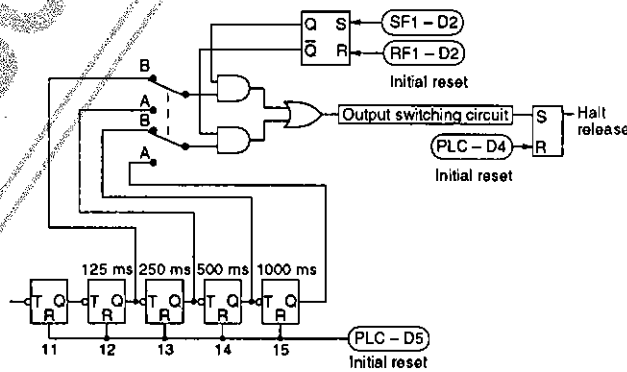 Q S
SF1 – D2
Q̄ R
RF1 – D2
Initial reset
B
A
B
A
Output switching circuit
S
Halt release
PLC – D4
R
Initial reset
125 ms 250 ms 500 ms 1000 ms
T Q T Q T Q T Q T Q
R R R R R
11 12 13 14 15
PLC – D5
Initial reset